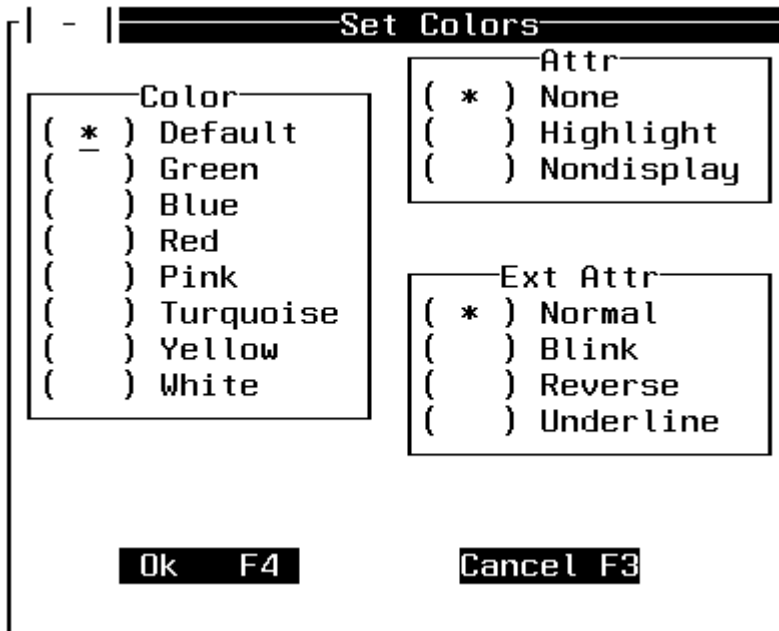 - Set Colors
Color
( * ) Default
(   ) Green
(   ) Blue
(   ) Red
(   ) Pink
(   ) Turquoise
(   ) Yellow
(   ) White
Attr
( * ) None
(   ) Highlight
(   ) Nondisplay
Ext Attr
( * ) Normal
(   ) Blink
(   ) Reverse
(   ) Underline
Ok F4
Cancel F3